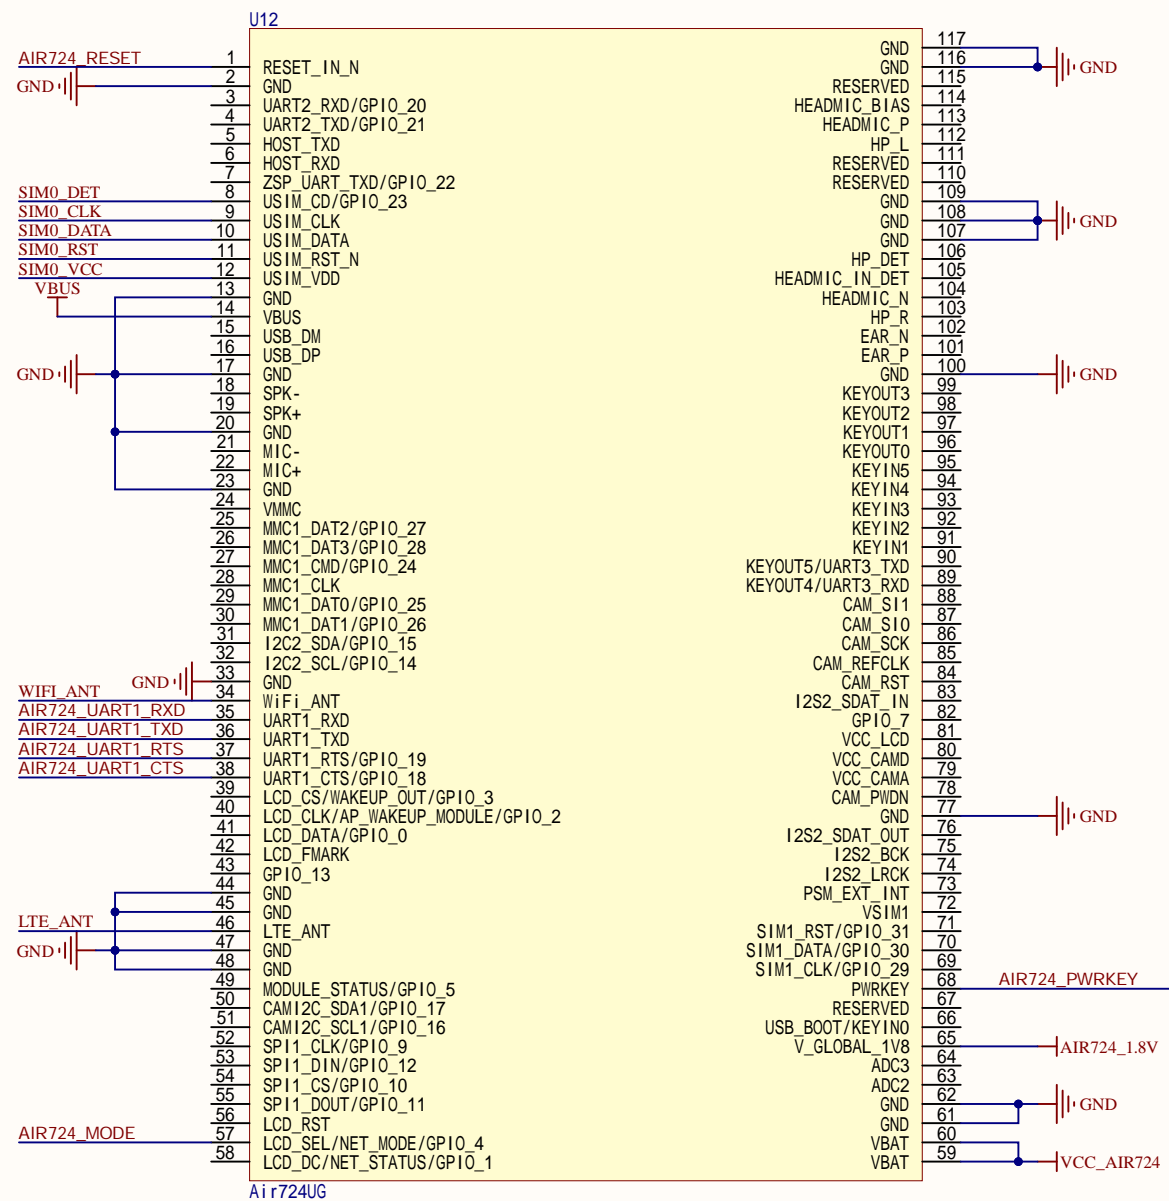 U12
AIR724_RESET 1 RESET_IN_N
GND 2 GND
3 UART2_RXD/GPIO_20
4 UART2_TXD/GPIO_21
5 HOST_TXD
6 HOST_RXD
7 ZSP_UART_TXD/GPIO_22
SIM0_DET 8 USIM_CD/GPIO_23
SIM0_CLK 9 USIM_CLK
SIM0_DATA 10 USIM_DATA
SIM0_RST 11 USIM_RST_N
SIM0_VCC 12 USIM_VDD
13 GND
VBUS 14 VBUS
15 USB_DM
16 USB_DP
GND 17 GND
18 SPK-
19 SPK+
20 GND
21 MIC-
22 MIC+
23 GND
24 VMMC
25 MMC1_DAT2/GPIO_27
26 MMC1_DAT3/GPIO_28
27 MMC1_CMD/GPIO_24
28 MMC1_CLK
29 MMC1_DAT0/GPIO_25
30 MMC1_DAT1/GPIO_26
31 I2C2_SDA/GPIO_15
32 I2C2_SCL/GPIO_14
GND 33 GND
WIFI_ANT 34 WiFi_ANT
AIR724_UART1_RXD 35 UART1_RXD
AIR724_UART1_TXD 36 UART1_TXD
AIR724_UART1_RTS 37 UART1_RTS/GPIO_19
AIR724_UART1_CTS 38 UART1_CTS/GPIO_18
39 LCD_CS/WAKEUP_OUT/GPIO_3
40 LCD_CLK/AP_WAKEUP_MODULE/GPIO_2
41 LCD_DATA/GPIO_0
42 LCD_FMARK
43 GPIO_13
44 GND
45 GND
LTE_ANT 46 LTE_ANT
GND 47 GND
48 GND
49 MODULE_STATUS/GPIO_5
50 CAMI2C_SDA1/GPIO_17
51 CAMI2C_SCL1/GPIO_16
52 SPI1_CLK/GPIO_9
53 SPI1_DIN/GPIO_12
54 SPI1_CS/GPIO_10
55 SPI1_DOUT/GPIO_11
56 LCD_RST
AIR724_MODE 57 LCD_SEL/NET_MODE/GPIO_4
58 LCD_DC/NET_STATUS/GPIO_1
GND 117
GND 116 GND
RESERVED 115
HEADMIC_BIAS 114
HEADMIC_P 113
HP_L 112
RESERVED 111
RESERVED 110
GND 109
GND 108 GND
GND 107
HP_DET 106
HEADMIC_IN_DET 105
HEADMIC_N 104
HP_R 103
EAR_N 102
EAR_P 101
GND 100 GND
KEYOUT3 99
KEYOUT2 98
KEYOUT1 97
KEYOUT0 96
KEYIN5 95
KEYIN4 94
KEYIN3 93
KEYIN2 92
KEYIN1 91
KEYOUT5/UART3_TXD 90
KEYOUT4/UART3_RXD 89
CAM_SI1 88
CAM_SI0 87
CAM_SCK 86
CAM_REFCLK 85
CAM_RST 84
I2S2_SDAT_IN 83
GPIO_7 82
VCC_LCD 81
VCC_CAMD 80
VCC_CAMA 79
CAM_PWDN 78
GND 77 GND
I2S2_SDAT_OUT 76
I2S2_BCK 75
I2S2_LRCK 74
PSM_EXT_INT 73
VSIM1 72
SIM1_RST/GPIO_31 71
SIM1_DATA/GPIO_30 70
SIM1_CLK/GPIO_29 69
PWRKEY 68 AIR724_PWRKEY
RESERVED 67
USB_BOOT/KEYIN0 66
V_GLOBAL_1V8 65 AIR724_1.8V
ADC3 64
ADC2 63
GND 62 GND
GND 61
VBAT 60
VBAT 59 VCC_AIR724
Air724UG